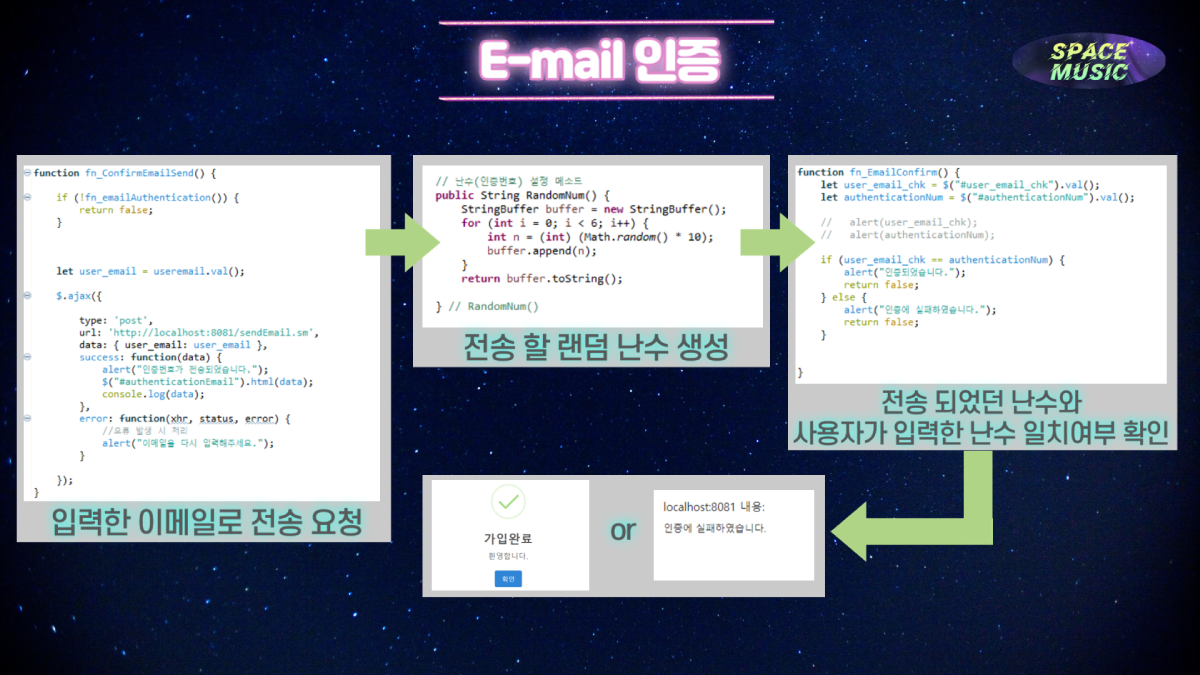 E-mail 인증
SPACE
MUSIC
function fn_ConfirmEmailSend() {
if (!fn_emailAuthentication()) {
return false;
}
let user_email = useremail.val();
$.ajax({
type: 'post',
url: 'http://localhost:8081/sendEmail.sm',
data: { user_email: user_email },
success: function(data) {
alert("인증번호가 전송되었습니다.");
$("#authenticationEmail").html(data);
console.log(data);
},
error: function(xhr, status, error) {
//오류 발생 시 처리
alert("이메일을 다시 입력해주세요.");
}
});
}
입력한 이메일로 전송 요청
// 난수(인증번호) 설정 메소드
public String RandomNum() {
StringBuffer buffer = new StringBuffer();
for (int i = 0; i < 6; i++) {
int n = (int) (Math.random() * 10);
buffer.append(n);
}
return buffer.toString();
} // RandomNum()
전송 할 랜덤 난수 생성
function fn_EmailConfirm() {
let user_email_chk = $("#user_email_chk").val();
let authenticationNum = $("#authenticationNum").val();
// alert(user_email_chk);
// alert(authenticationNum);
if (user_email_chk == authenticationNum) {
alert("인증되었습니다.");
return false;
} else {
alert("인증에 실패하였습니다.");
return false;
}
}
전송 되었던 난수와
사용자가 입력한 난수 일치여부 확인
가입완료
환영합니다.
확인
or
localhost:8081 내용:
인증에 실패하였습니다.